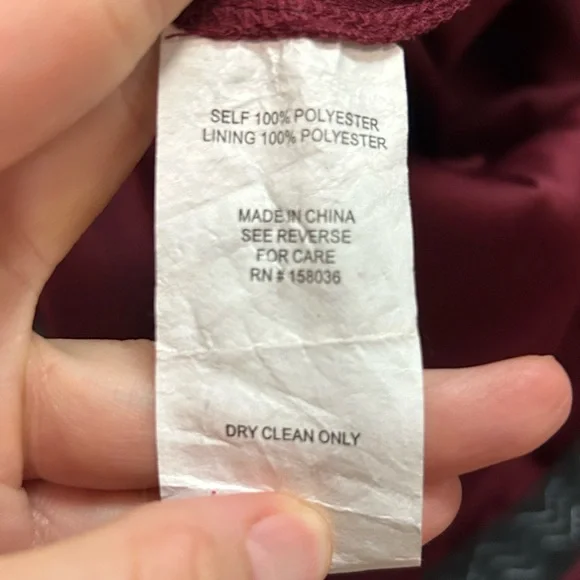 SELF 100% POLYESTER
LINING 100% POLYESTER
MADE IN CHINA
SEE REVERSE
FOR CARE
RN # 158036
DRY CLEAN ONLY